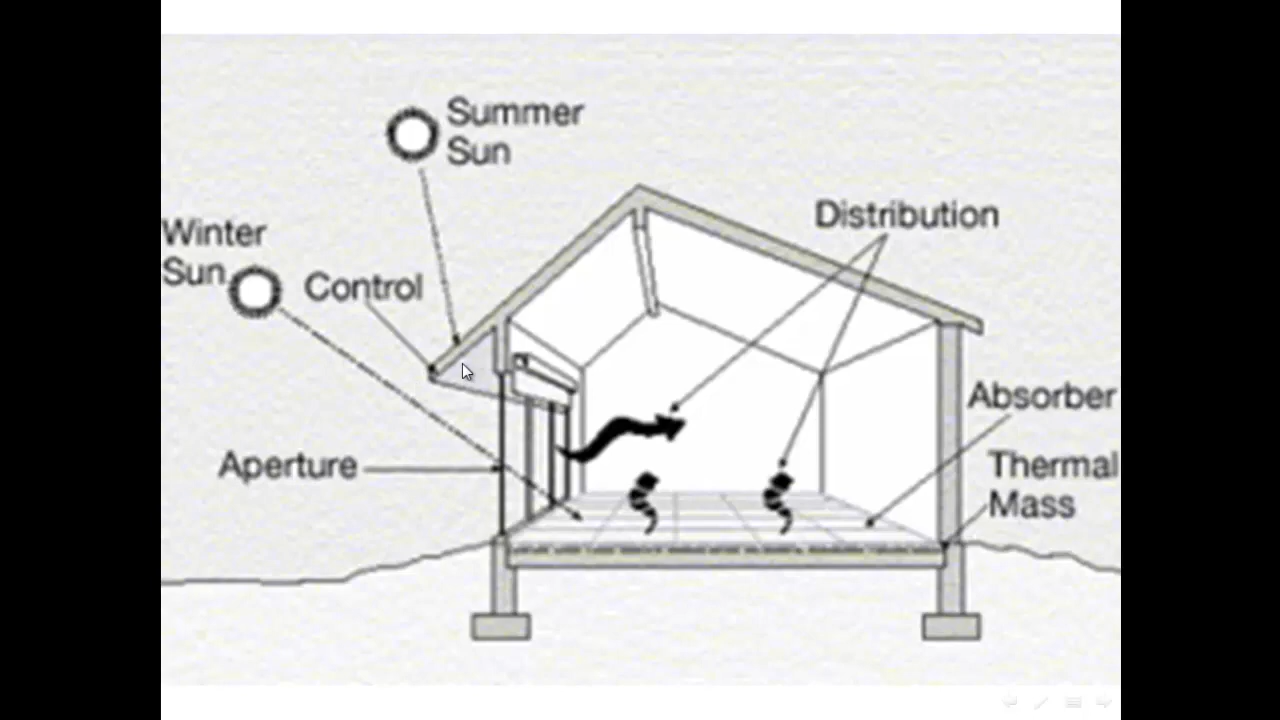 Summer
Sun
Winter
Sun
Control
Distribution
Aperture
Absorber
Thermal
Mass